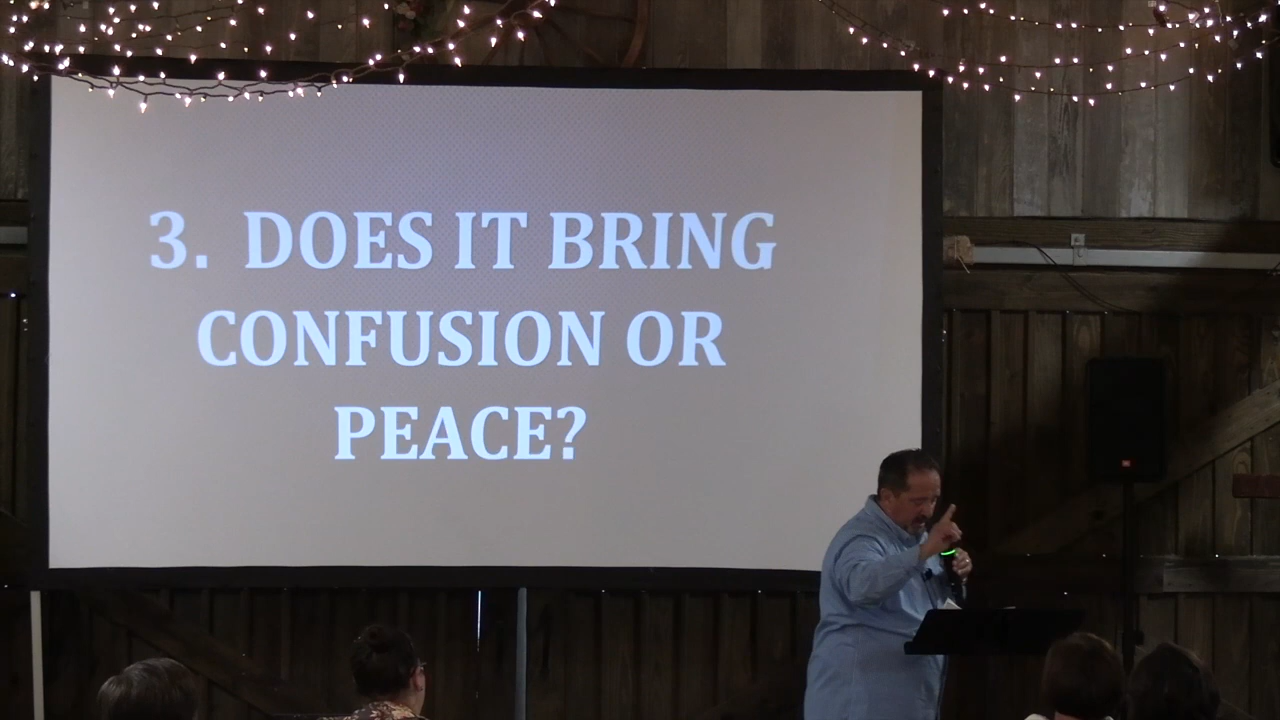 3. DOES IT BRING
CONFUSION OR
PEACE?